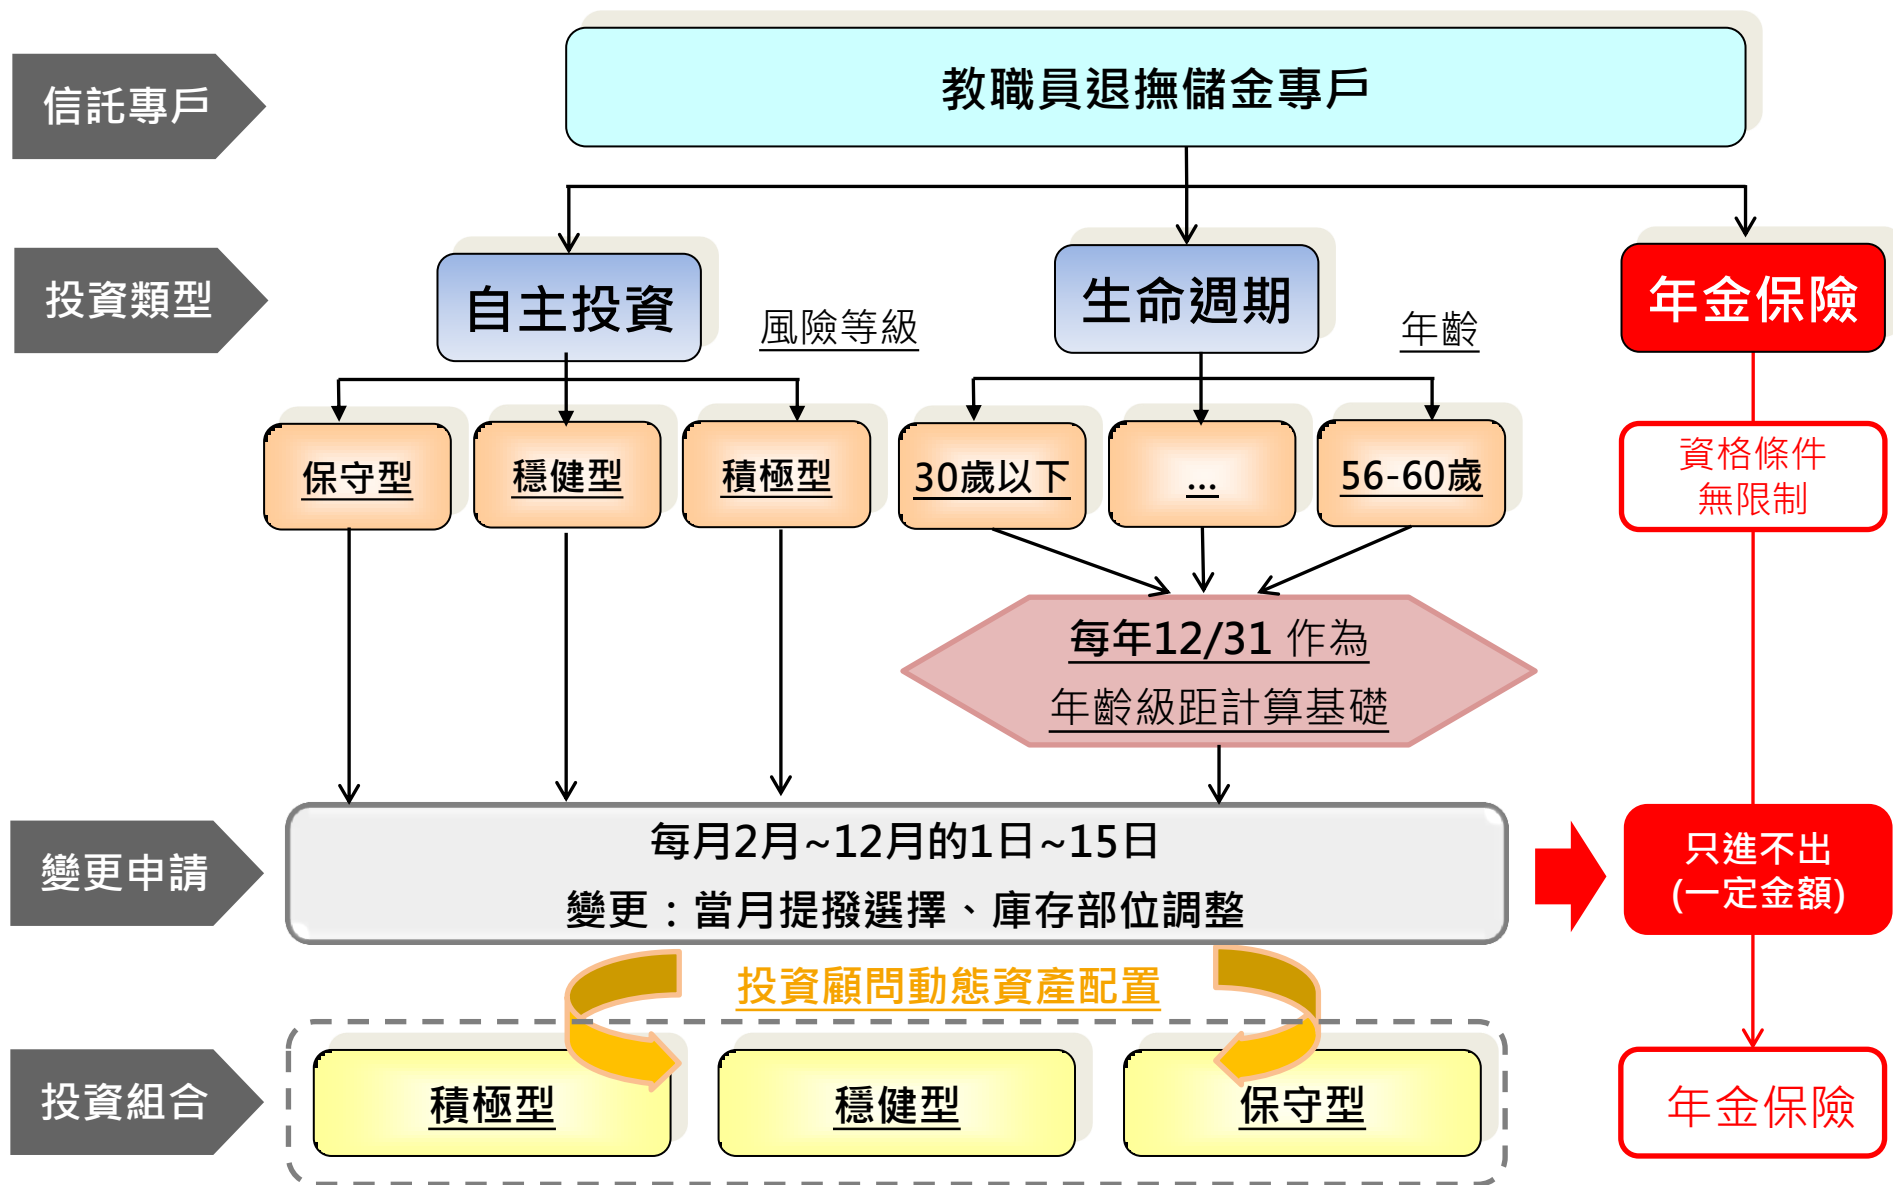 信託專戶
教職員退撫儲金專戶
投資類型
自主投資
風險等級
生命週期
年齡
年金保險
保守型
穩健型
積極型
30歲以下
...
56-60歲
資格條件
無限制
每年12/31 作為
年齡級距計算基礎
變更申請
每月2月~12月的1日~15日
變更：當月提撥選擇、庫存部位調整
只進不出
(一定金額)
投資顧問動態資產配置
投資組合
積極型
穩健型
保守型
年金保險